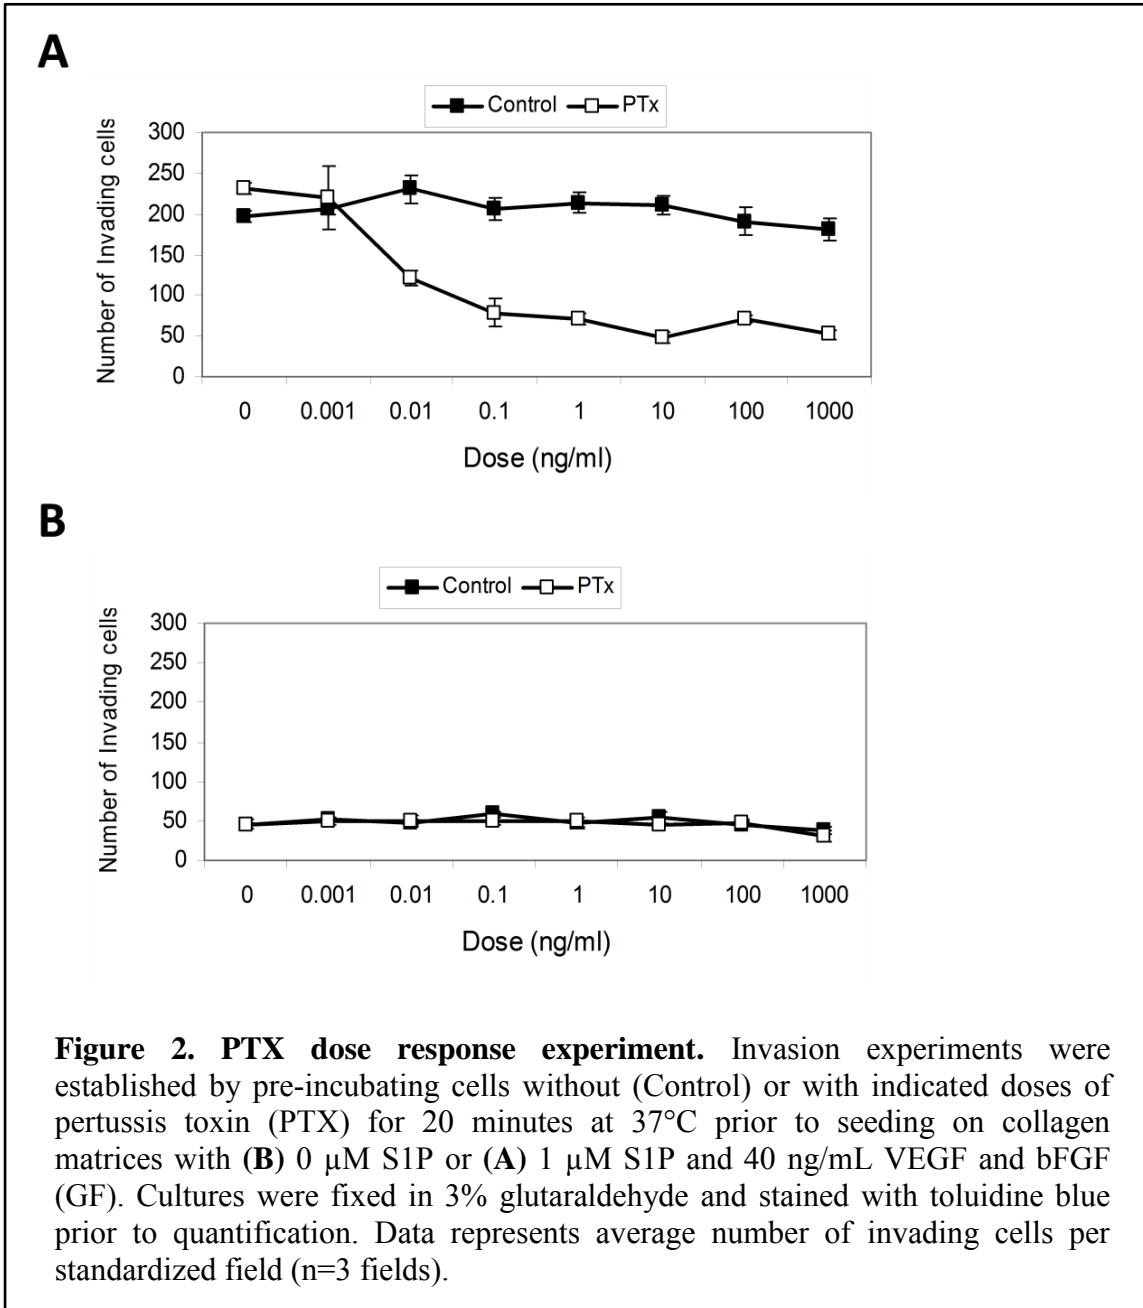 A
Control PTx
Number of Invading cells
300
250
200
150
100
50
0
0 0.001 0.01 0.1 1 10 100 1000
Dose (ng/ml)
B
Control PTx
Number of Invading cells
300
250
200
150
100
50
0
0 0.001 0.01 0.1 1 10 100 1000
Dose (ng/ml)
Figure 2. PTX dose response experiment. Invasion experiments were
established by pre-incubating cells without (Control) or with indicated doses of
pertussis toxin (PTX) for 20 minutes at 37°C prior to seeding on collagen
matrices with (B) 0 µM S1P or (A) 1 µM S1P and 40 ng/mL VEGF and bFGF
(GF). Cultures were fixed in 3% glutaraldehyde and stained with toluidine blue
prior to quantification. Data represents average number of invading cells per
standardized field (n=3 fields).